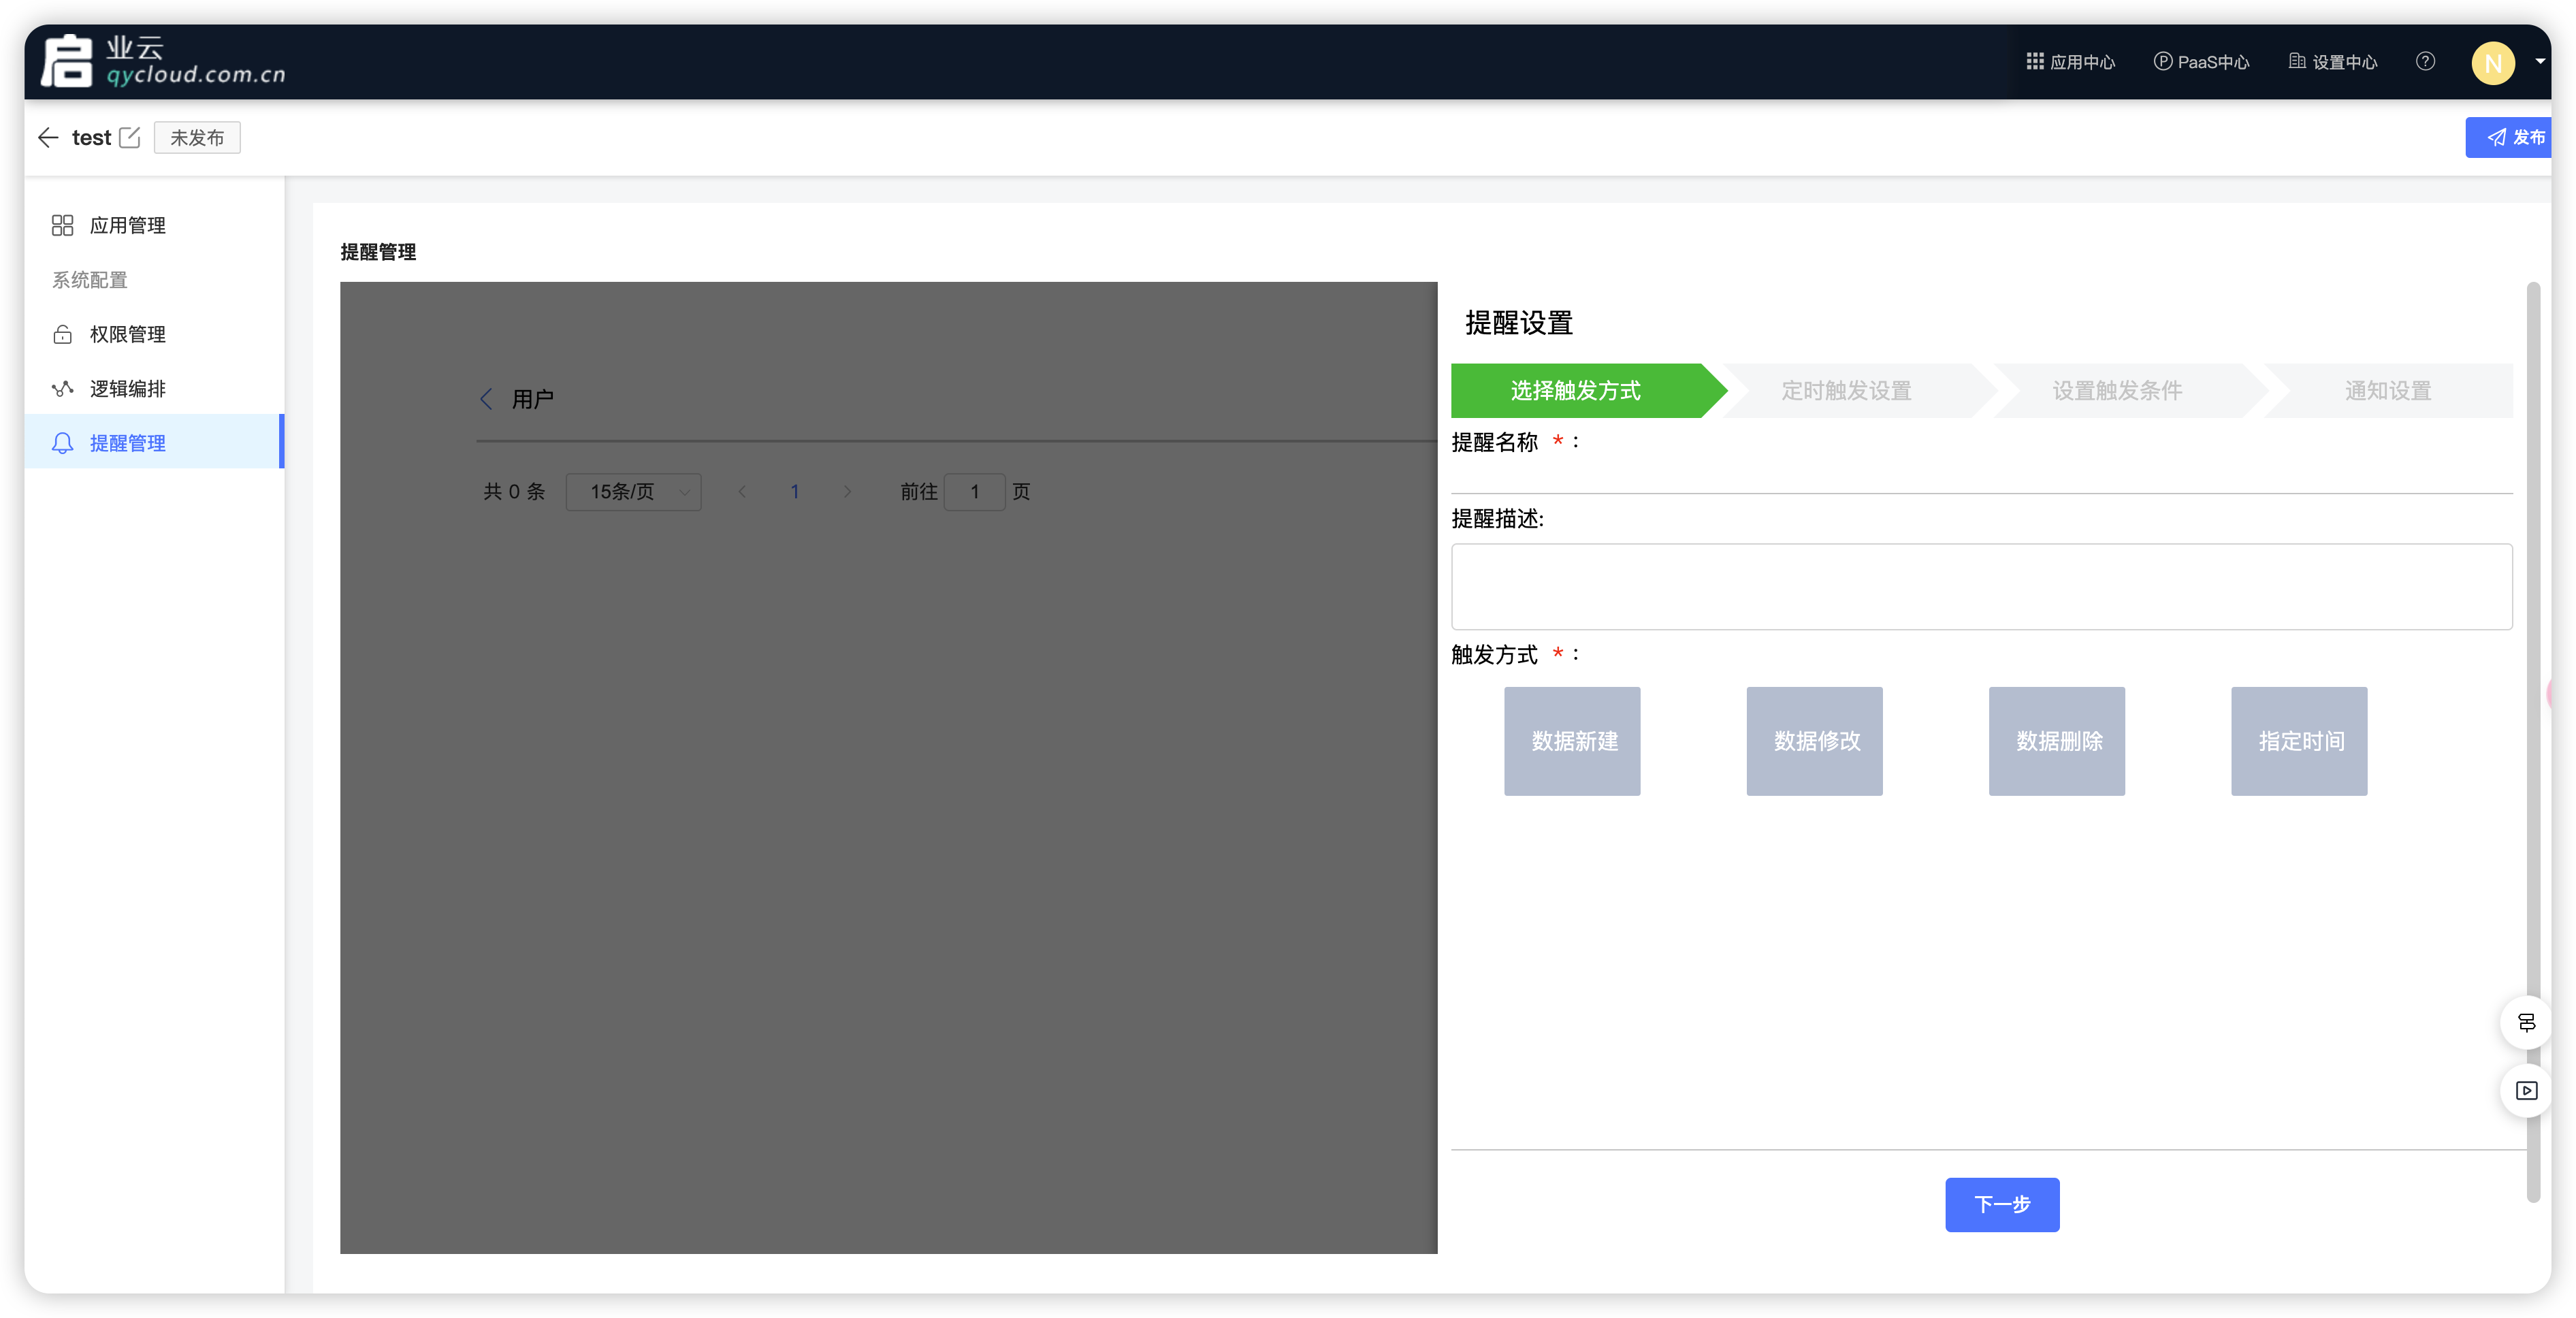 启 业云
qycloud.com.cn
应用中心 PaaS中心 设置中心 N
test 未发布 发布
应用管理
系统配置
权限管理
逻辑编排
提醒管理
提醒管理
用户
共 0 条 15条/页 1 前往 1 页
提醒设置
选择触发方式 定时触发设置 设置触发条件 通知设置
提醒名称 * :
提醒描述:
触发方式 * :
数据新建 数据修改 数据删除 指定时间
下一步